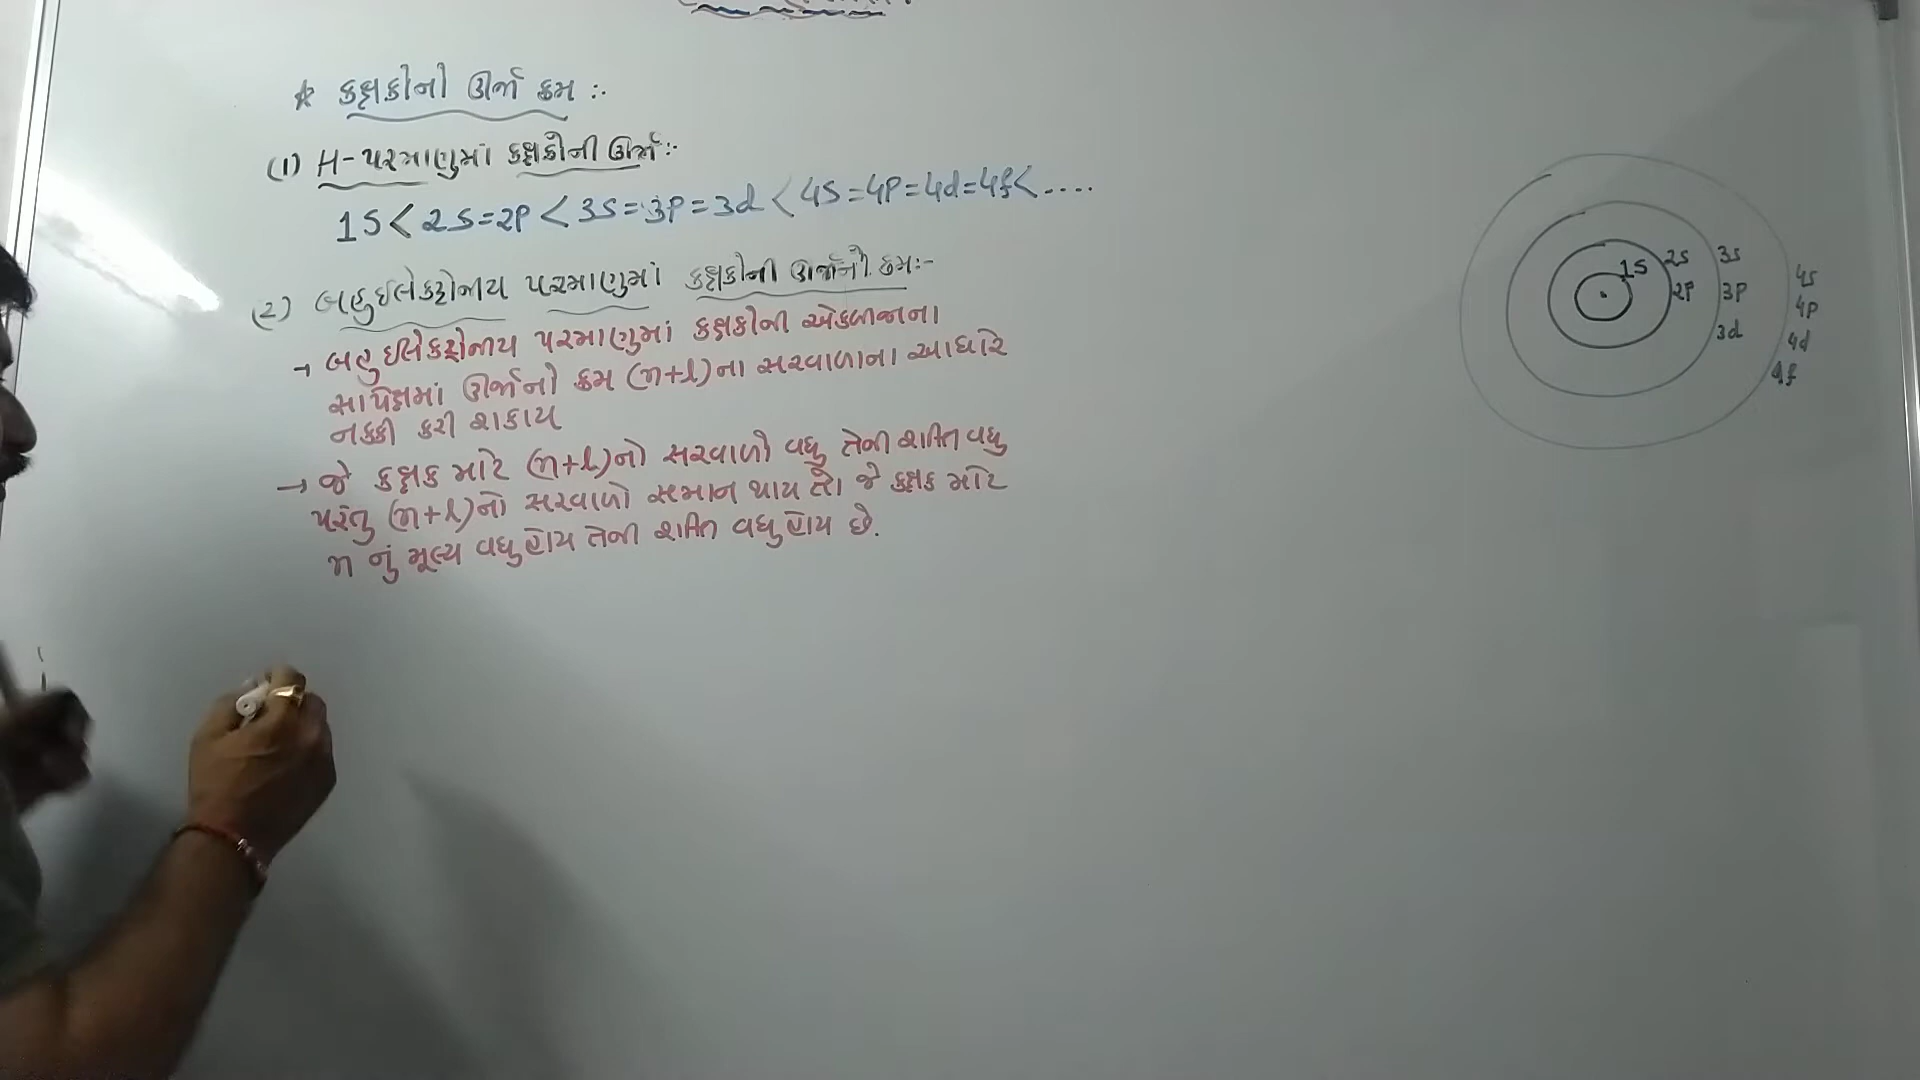 ☆ કક્ષકોનો ઊર્જા ક્રમ :-
(1) H-પરમાણુમાં કક્ષકોની ઊર્જા:-
1S < 2S=2P < 3S=3P=3d < 4S=4P=4d=4f< ....
(2) બહુઇલેક્ટ્રોનીય પરમાણુમાં કક્ષકોની ઊર્જાનો ક્રમ:-
→ બહુઇલેક્ટ્રોનીય પરમાણુમાં કક્ષકોની એકબીજાના
સાપેક્ષમાં ઊર્જાનો ક્રમ (n+l)ના સરવાળાના આધારે
નક્કી કરી શકાય
→ જે કક્ષક માટે (n+l)નો સરવાળો વધુ તેની શક્તિ વધુ
પરંતુ (n+l)નો સરવાળો સમાન થાય તો જે કક્ષક માટે
n નું મૂલ્ય વધુ હોય તેની શક્તિ વધુ હોય છે.
1S
2S
2P
3S
3P
3d
4S
4P
4d
4f